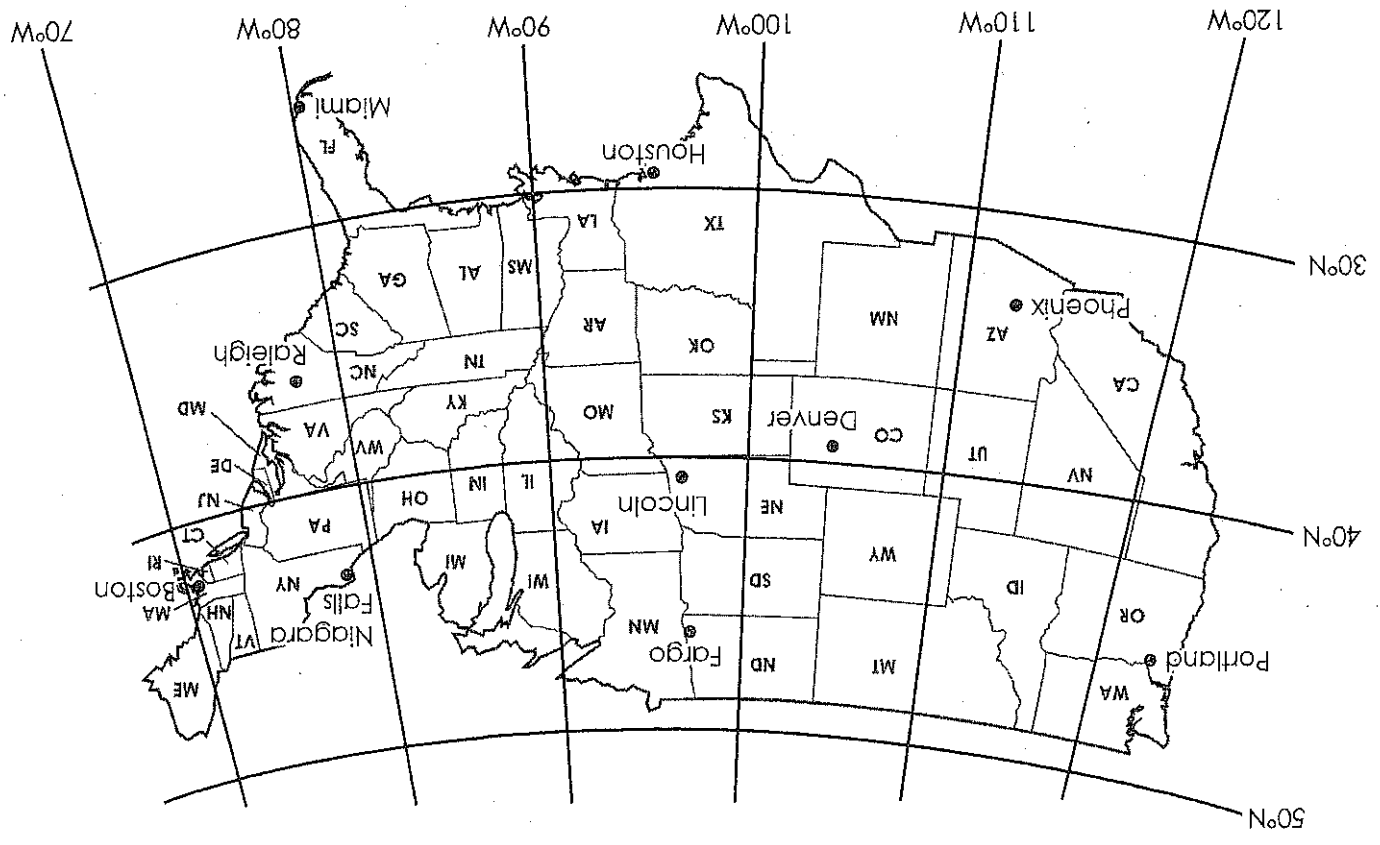 50°N
WA
ME
MT
ND
Portland
Fargo
MN
VT
Niagara
Falls
OR
NH
MA
Boston
ID
SD
WI
MI
NY
RI
WY
CT
PA
40°N
NE
Lincoln
IA
OH
NJ
NV
UT
IL
IN
DE
CO
Denver
WV
VA
MD
KS
MO
KY
CA
NC
Raleigh
TN
AZ
Phoenix
OK
AR
SC
NM
GA
AL
MS
30°N
TX
LA
Houston
FL
Miami
120°W
110°W
100°W
90°W
80°W
70°W